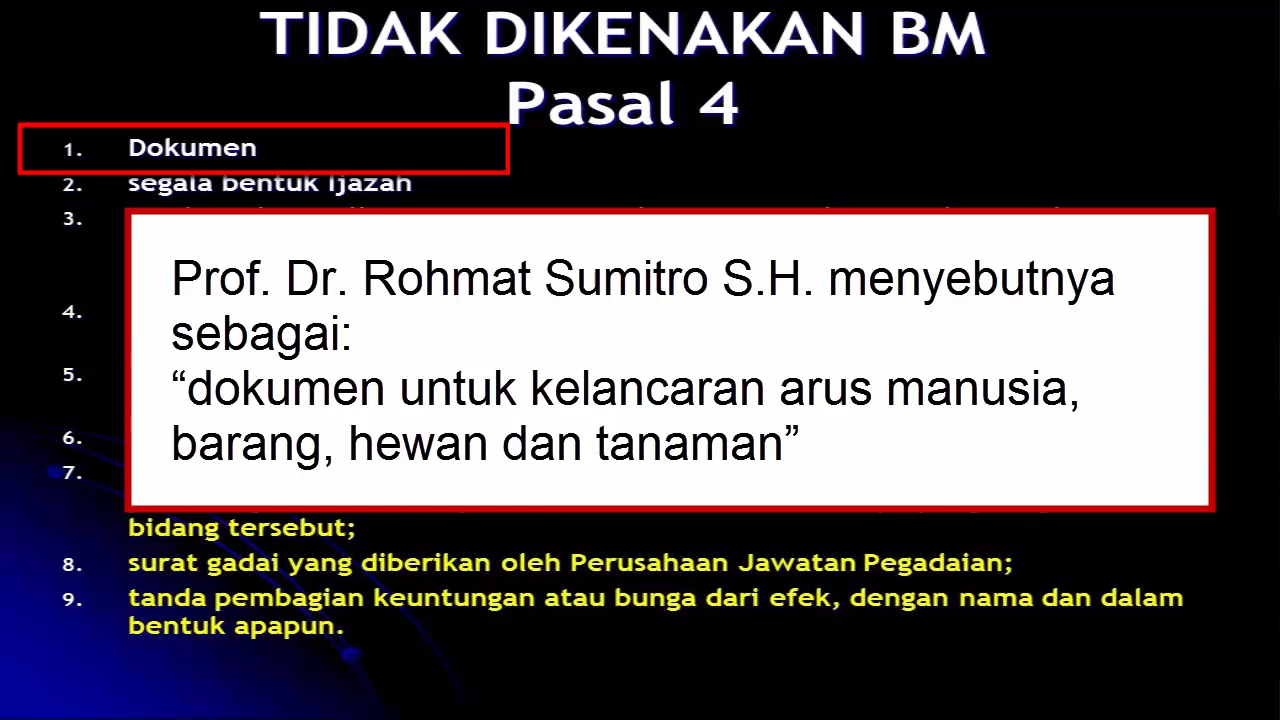 TIDAK DIKENAKAN BM
Pasal 4
1. Dokumen
2. segala bentuk Ijazah
3.
Prof. Dr. Rohmat Sumitro S.H. menyebutnya
sebagai:
“dokumen untuk kelancaran arus manusia,
barang, hewan dan tanaman”
4.
5.
6.
7.
bidang tersebut;
8. surat gadai yang diberikan oleh Perusahaan Jawatan Pegadaian;
9. tanda pembagian keuntungan atau bunga dari efek, dengan nama dan dalam
bentuk apapun.